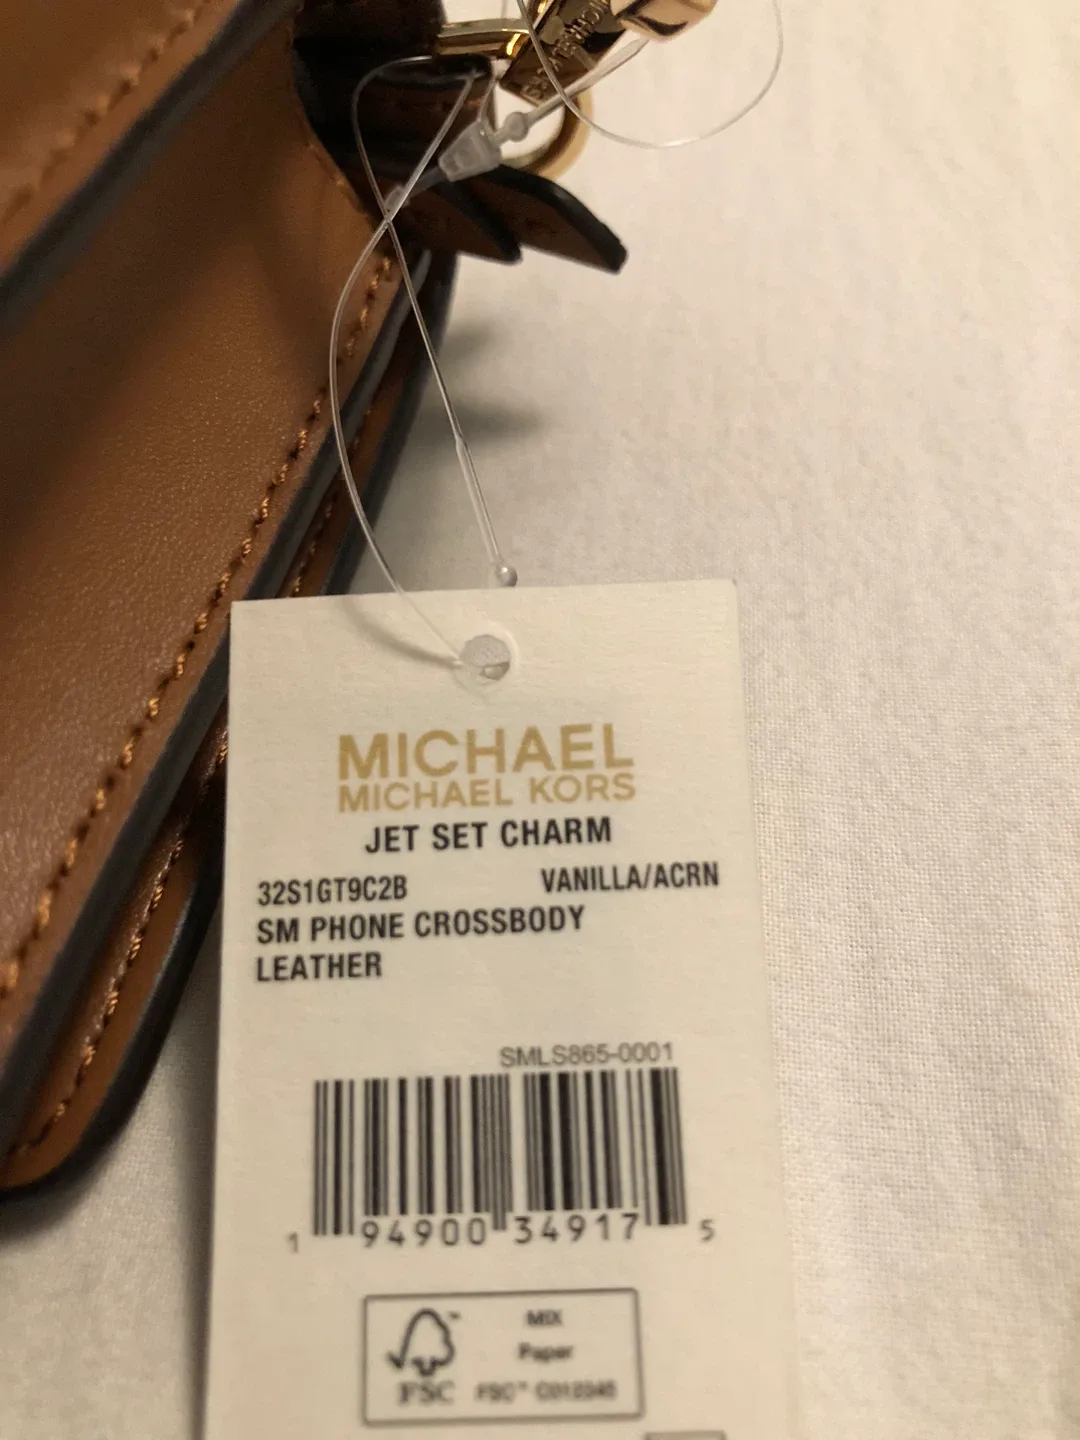 MICHAEL
MICHAEL KORS
JET SET CHARM
32S1GT9C2B VANILLA/ACRN
SM PHONE CROSSBODY
LEATHER
SMLS865-0001
1 94900 34917 5
MIX
Paper
FSC
FSC™